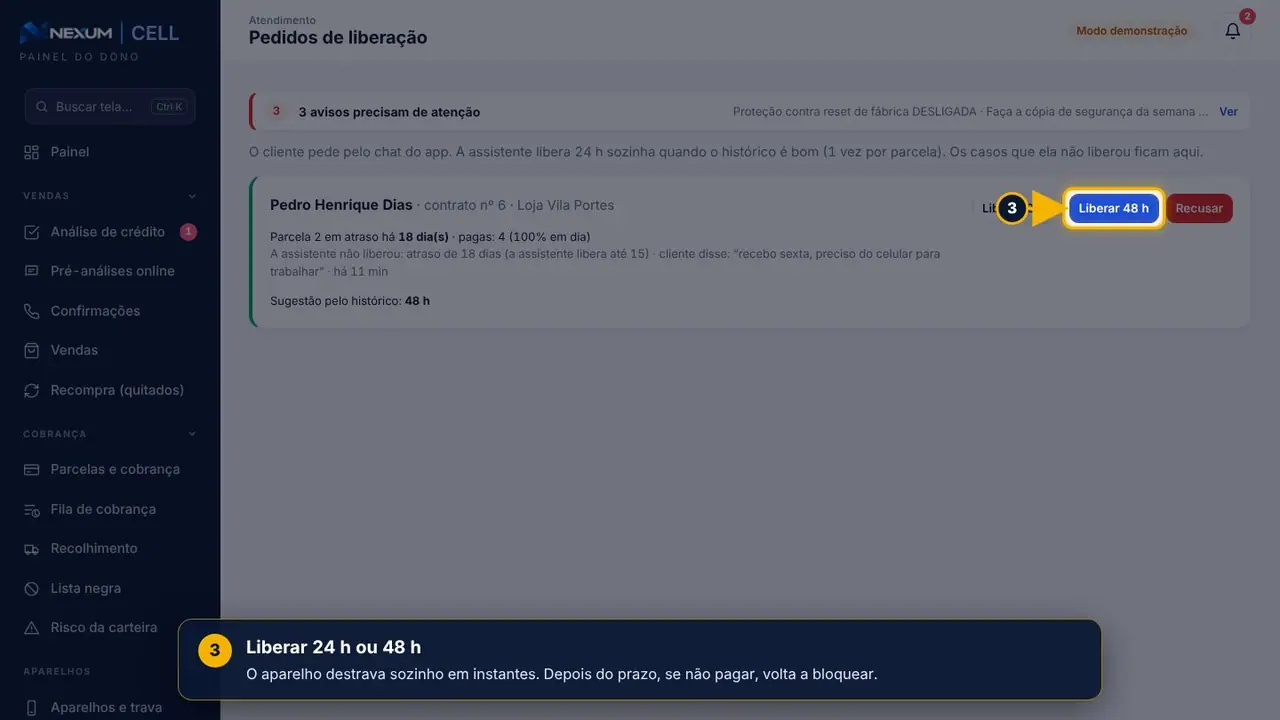 NEXUM | CELL
PAINEL DO DONO
Buscar tela... Ctrl K
Painel
VENDAS
Análise de crédito 1
Pré-análises online
Confirmações
Vendas
Recompra (quitados)
COBRANÇA
Parcelas e cobrança
Fila de cobrança
Recolhimento
Lista negra
Risco da carteira
APARELHOS
Aparelhos e trava
Atendimento
Pedidos de liberação
Modo demonstração
2
3 3 avisos precisam de atenção Proteção contra reset de fábrica DESLIGADA · Faça a cópia de segurança da semana ... Ver
O cliente pede pelo chat do app. A assistente libera 24 h sozinha quando o histórico é bom (1 vez por parcela). Os casos que ela não liberou ficam aqui.
Pedro Henrique Dias · contrato nº 6 · Loja Vila Portes
3 Liberar 48 h Recusar
Parcela 2 em atraso há 18 dia(s) · pagas: 4 (100% em dia)
A assistente não liberou: atraso de 18 dias (a assistente libera até 15) · cliente disse: "recebo sexta, preciso do celular para
trabalhar" · há 11 min
Sugestão pelo histórico: 48 h
3 Liberar 24 h ou 48 h
O aparelho destrava sozinho em instantes. Depois do prazo, se não pagar, volta a bloquear.